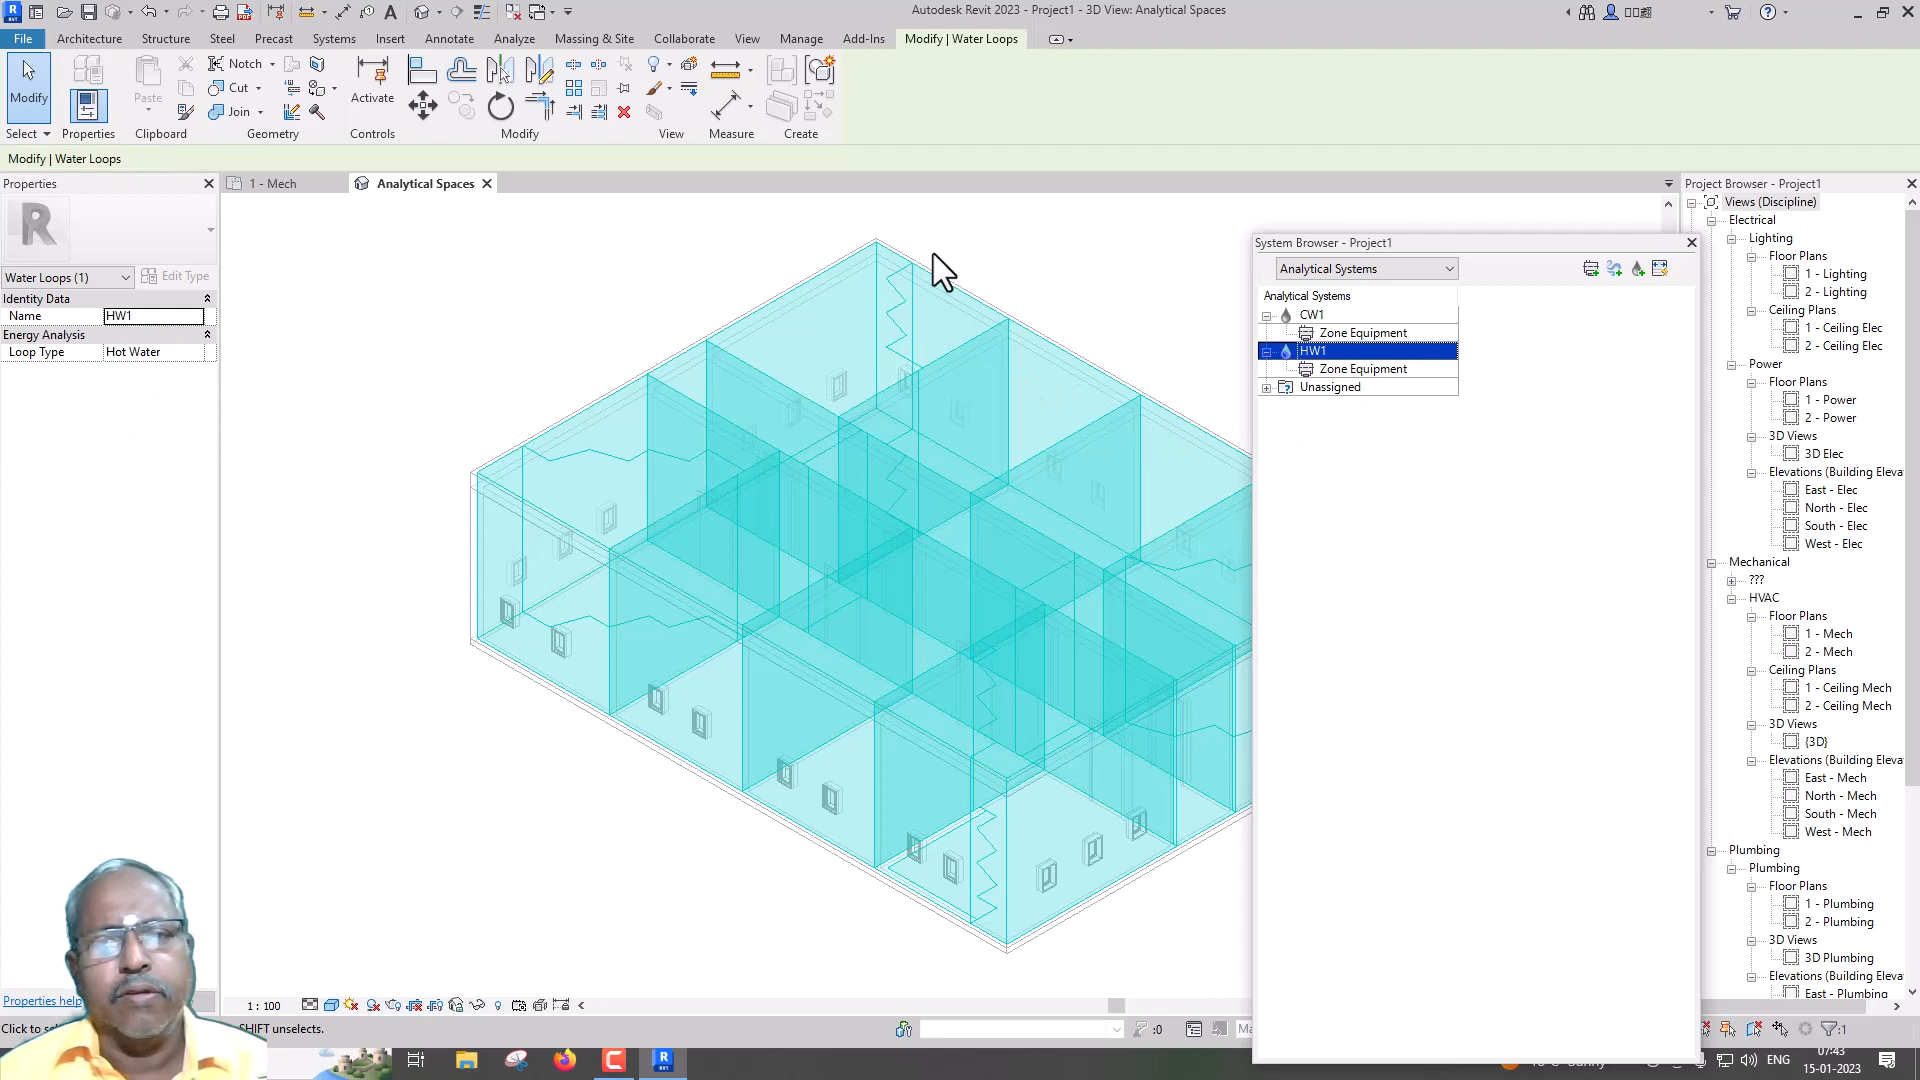 Autodesk Revit 2023 - Project1 - 3D View: Analytical Spaces
File Architecture Structure Steel Precast Systems Insert Annotate Analyze Massing & Site Collaborate View Manage Add-Ins Modify | Water Loops
Notch
Cut
Join
Modify
Paste
Activate
Select Properties Clipboard Geometry Controls Modify View Measure Create
Modify | Water Loops
Properties
1 - Mech
Analytical Spaces
Water Loops (1)
Edit Type
Identity Data
Name HW1
Energy Analysis
Loop Type Hot Water
Properties help
System Browser - Project1
Analytical Systems
Analytical Systems
CW1
Zone Equipment
HW1
Zone Equipment
Unassigned
Project Browser - Project1
Views (Discipline)
Electrical
Lighting
Floor Plans
1 - Lighting
2 - Lighting
Ceiling Plans
1 - Ceiling Elec
2 - Ceiling Elec
Power
Floor Plans
1 - Power
2 - Power
3D Views
3D Elec
Elevations (Building Eleva
East - Elec
North - Elec
South - Elec
West - Elec
Mechanical
???
HVAC
Floor Plans
1 - Mech
2 - Mech
Ceiling Plans
1 - Ceiling Mech
2 - Ceiling Mech
3D Views
{3D}
Elevations (Building Eleva
East - Mech
North - Mech
South - Mech
West - Mech
Plumbing
Plumbing
Floor Plans
1 - Plumbing
2 - Plumbing
3D Views
3D Plumbing
Elevations (Building Eleva
East - Plumbing
1 : 100
Click to se
SHIFT unselects.
:0
Ma
:1
ENG
07:43
15-01-2023